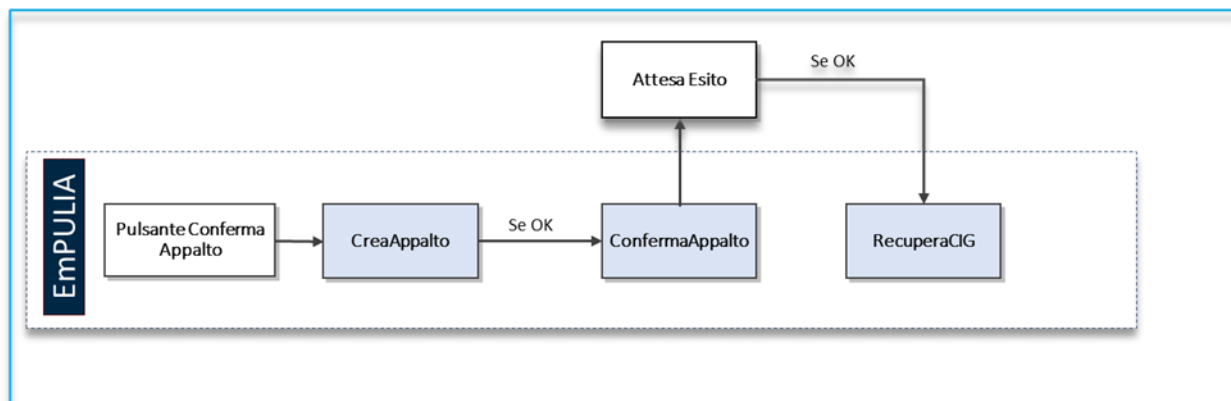 Attesa Esito
Se OK
EmPULIA
Pulsante Conferma
Appalto
CreaAppalto
Se OK
ConfermaAppalto
RecuperaCIG